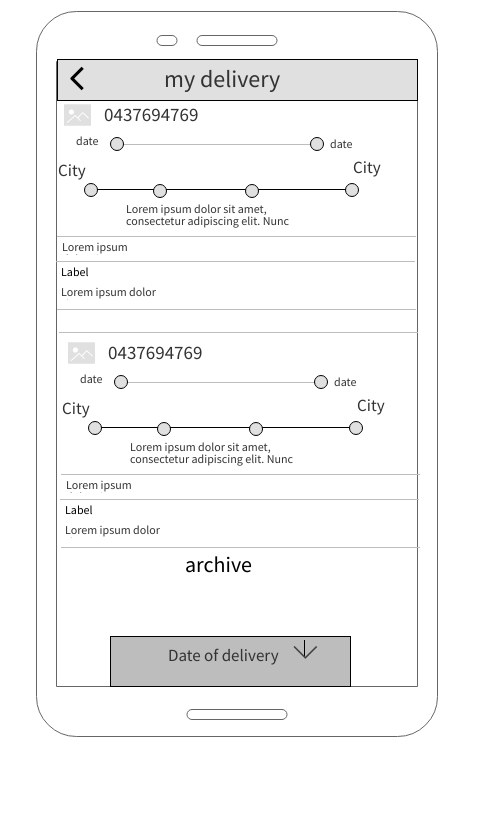 my delivery
0437694769
date date
City City
Lorem ipsum dolor sit amet,
consectetur adipiscing elit. Nunc
Lorem ipsum
Label
Lorem ipsum dolor
0437694769
date date
City City
Lorem ipsum dolor sit amet,
consectetur adipiscing elit. Nunc
Lorem ipsum
Label
Lorem ipsum dolor
archive
Date of delivery